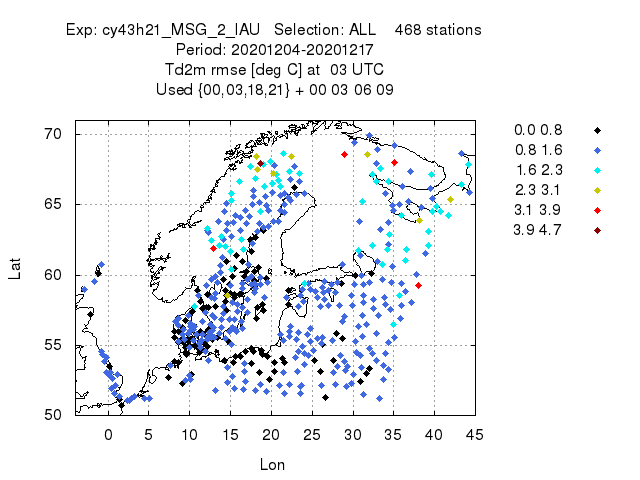 Exp: cy43h21_MSG_2_IAU   Selection: ALL    468 stations
Period: 20201204-20201217
Td2m rmse [deg C] at  03 UTC
Used {00,03,18,21} + 00 03 06 09
70
65
60
55
50
Lat
0 5 10 15 20 25 30 35 40 45
Lon
0.0 0.8
0.8 1.6
1.6 2.3
2.3 3.1
3.1 3.9
3.9 4.7